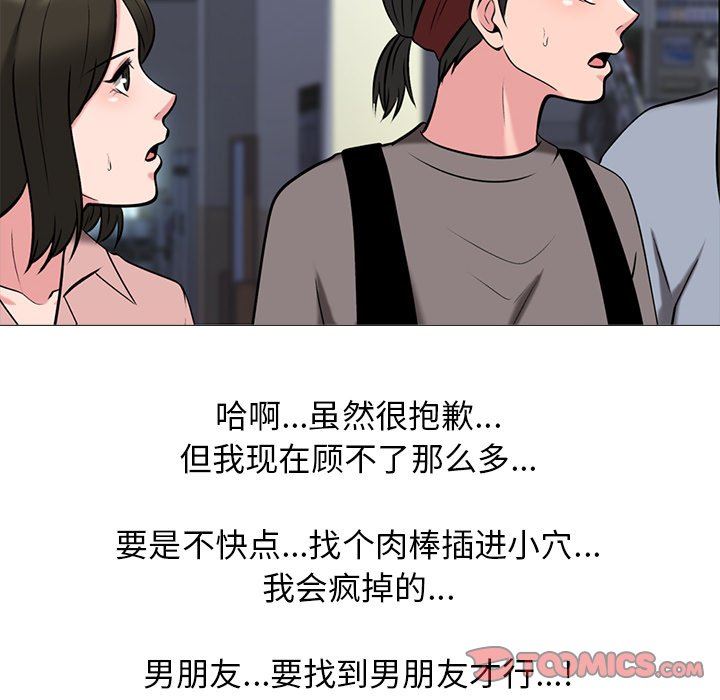 哈啊...虽然很抱歉...
但我现在顾不了那么多...
要是不快点...找个肉棒插进小穴...
我会疯掉的...
男朋友...要找到男朋友才行...!
DTOOMICS.COM